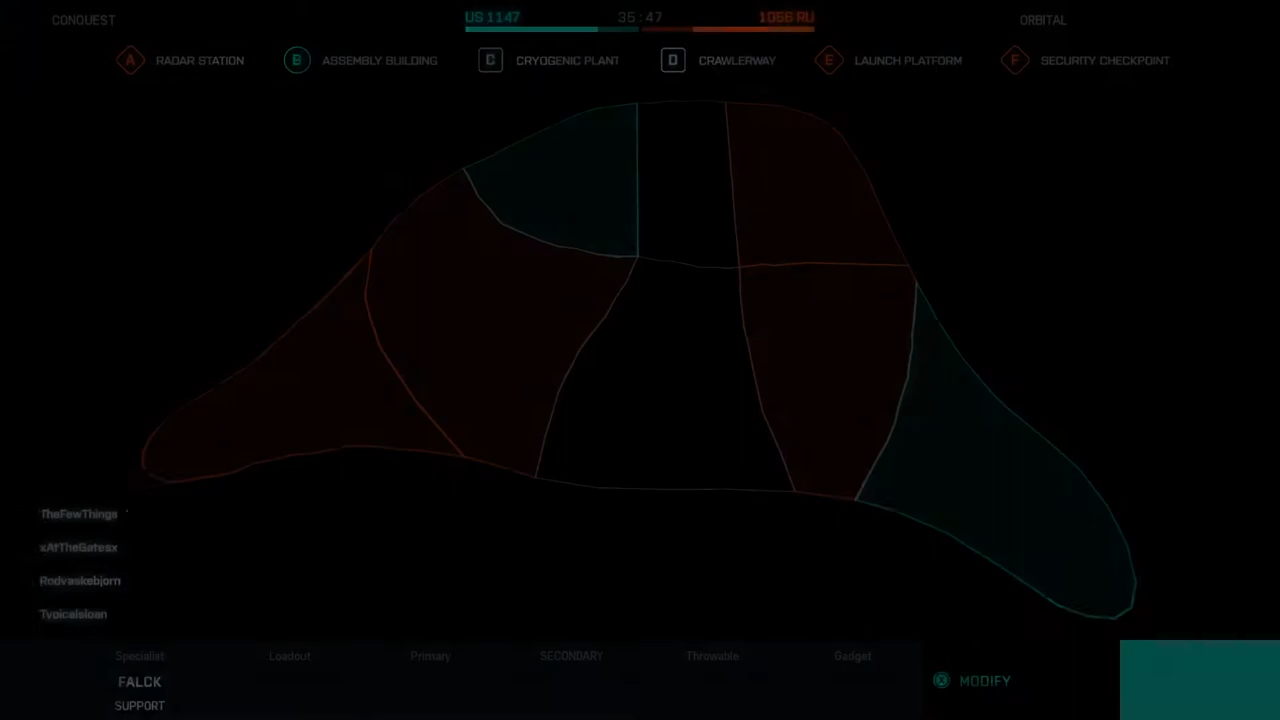 CONQUEST
US 1147
35:47
1056 RU
ORBITAL
A RADAR STATION
B ASSEMBLY BUILDING
C CRYOGENIC PLANT
D CRAWLERWAY
E LAUNCH PLATFORM
F SECURITY CHECKPOINT
TheFewThings
xAtTheGatesx
Rodvaskebjorn
Typicalsloan
Specialist Loadout Primary SECONDARY Throwable Gadget
FALCK
SUPPORT
MODIFY